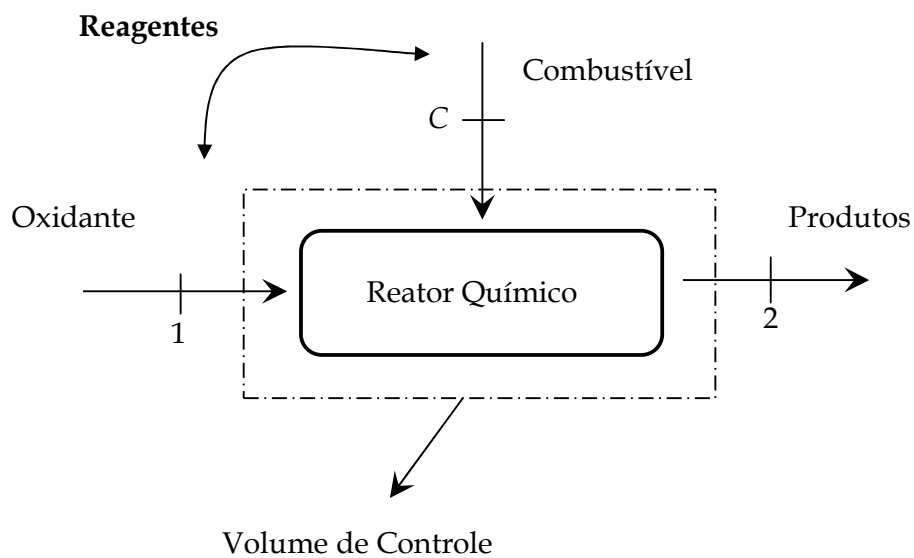 Reagentes
Combustível
C
Oxidante
Produtos
Reator Químico
1
2
Volume de Controle